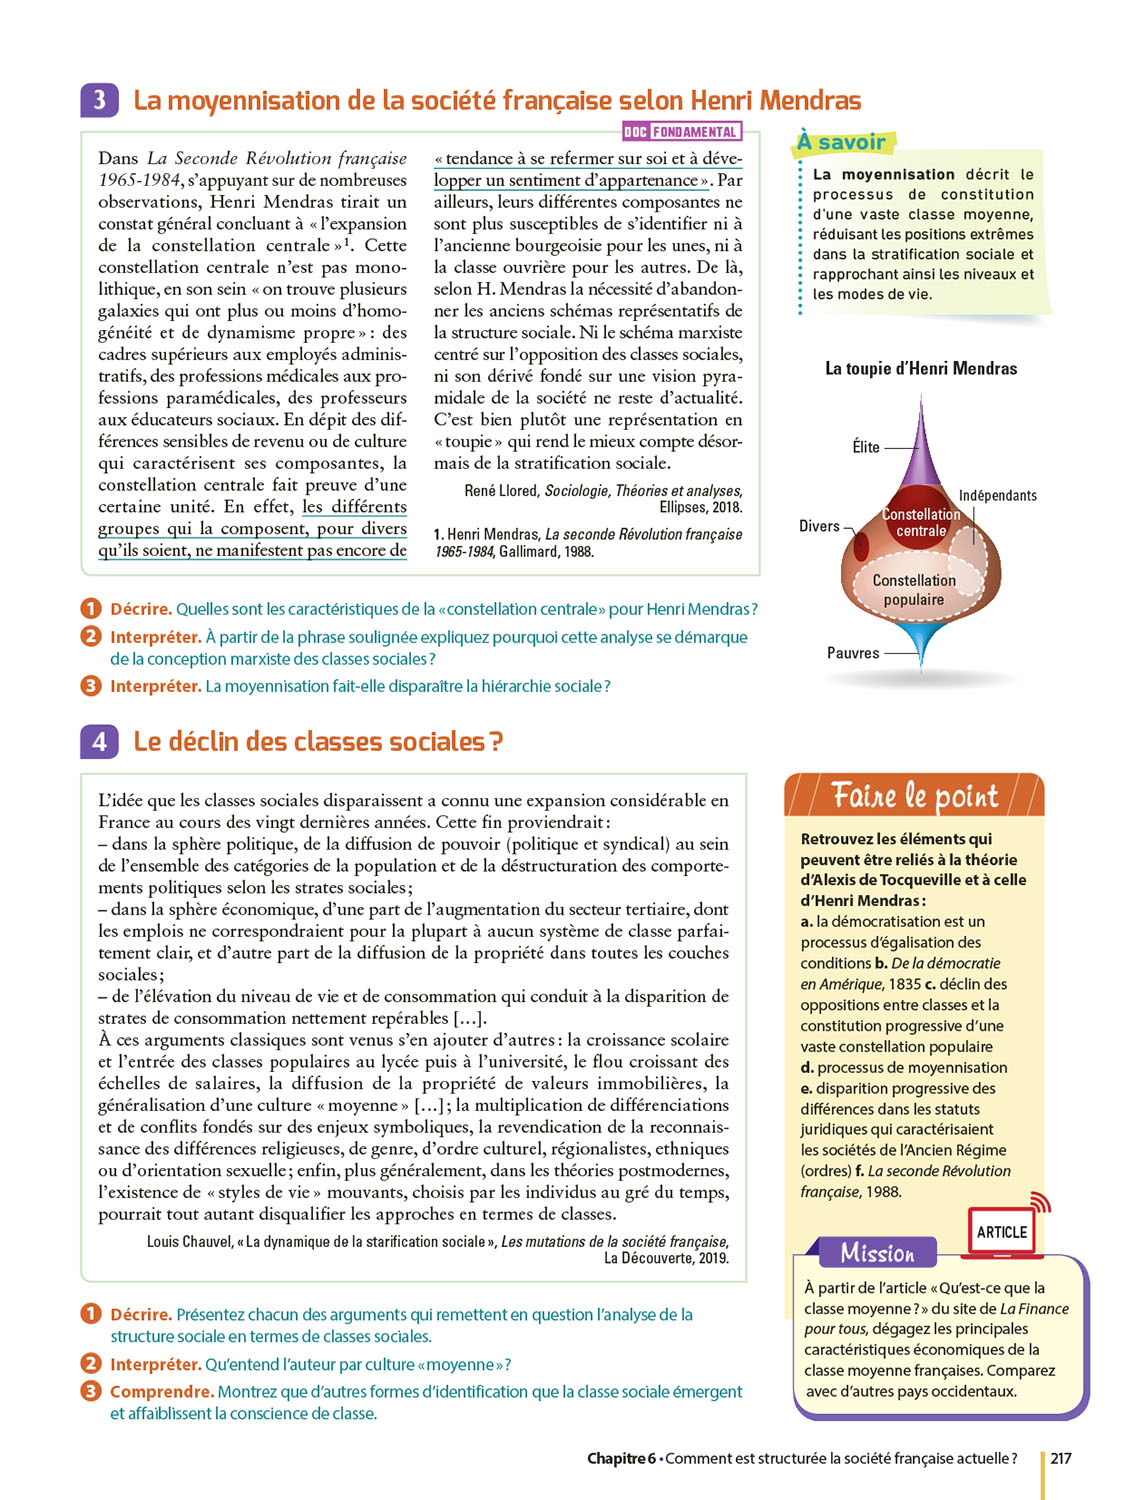 3 La moyennisation de la société française selon Henri Mendras
DOC FONDAMENTAL
Dans La Seconde Révolution française
1965-1984, s’appuyant sur de nombreuses
observations, Henri Mendras tirait un
constat général concluant à « l’expansion
de la constellation centrale »¹. Cette
constellation centrale n’est pas mono-
lithique, en son sein « on trouve plusieurs
galaxies qui ont plus ou moins d’homo-
généité et de dynamisme propre » : des
cadres supérieurs aux employés adminis-
tratifs, des professions médicales aux pro-
fessions paramédicales, des professeurs
aux éducateurs sociaux. En dépit des dif-
férences sensibles de revenu ou de culture
qui caractérisent ses composantes, la
constellation centrale fait preuve d’une
certaine unité. En effet, les différents
groupes qui la composent, pour divers
qu’ils soient, ne manifestent pas encore de
« tendance à se refermer sur soi et à déve-
lopper un sentiment d’appartenance ». Par
ailleurs, leurs différentes composantes ne
sont plus susceptibles de s’identifier ni à
l’ancienne bourgeoisie pour les unes, ni à
la classe ouvrière pour les autres. De là,
selon H. Mendras la nécessité d’abandon-
ner les anciens schémas représentatifs de
la structure sociale. Ni le schéma marxiste
centré sur l’opposition des classes sociales,
ni son dérivé fondé sur une vision pyra-
midale de la société ne reste d’actualité.
C’est bien plutôt une représentation en
« toupie » qui rend le mieux compte désor-
mais de la stratification sociale.
René Llored, Sociologie, Théories et analyses,
Ellipses, 2018.
1. Henri Mendras, La seconde Révolution française
1965-1984, Gallimard, 1988.
À savoir
La moyennisation décrit le
processus de constitution
d’une vaste classe moyenne,
réduisant les positions extrêmes
dans la stratification sociale et
rapprochant ainsi les niveaux et
les modes de vie.
La toupie d’Henri Mendras
Élite
Indépendants
Constellation
centrale
Divers
Constellation
populaire
Pauvres
1 Décrire. Quelles sont les caractéristiques de la « constellation centrale » pour Henri Mendras ?
2 Interpréter. À partir de la phrase soulignée expliquez pourquoi cette analyse se démarque
de la conception marxiste des classes sociales ?
3 Interpréter. La moyennisation fait-elle disparaître la hiérarchie sociale ?
4 Le déclin des classes sociales ?
L’idée que les classes sociales disparaissent a connu une expansion considérable en
France au cours des vingt dernières années. Cette fin proviendrait :
– dans la sphère politique, de la diffusion de pouvoir (politique et syndical) au sein
de l’ensemble des catégories de la population et de la déstructuration des comporte-
ments politiques selon les strates sociales ;
– dans la sphère économique, d’une part de l’augmentation du secteur tertiaire, dont
les emplois ne correspondraient pour la plupart à aucun système de classe parfai-
tement clair, et d’autre part de la diffusion de la propriété dans toutes les couches
sociales ;
– de l’élévation du niveau de vie et de consommation qui conduit à la disparition de
strates de consommation nettement repérables […].
À ces arguments classiques sont venus s’en ajouter d’autres : la croissance scolaire
et l’entrée des classes populaires au lycée puis à l’université, le flou croissant des
échelles de salaires, la diffusion de la propriété de valeurs immobilières, la
généralisation d’une culture « moyenne » […] ; la multiplication de différenciations
et de conflits fondés sur des enjeux symboliques, la revendication de la reconnais-
sance des différences religieuses, de genre, d’ordre culturel, régionalistes, ethniques
ou d’orientation sexuelle ; enfin, plus généralement, dans les théories postmodernes,
l’existence de « styles de vie » mouvants, choisis par les individus au gré du temps,
pourrait tout autant disqualifier les approches en termes de classes.
Louis Chauvel, « La dynamique de la starification sociale », Les mutations de la société française,
La Découverte, 2019.
1 Décrire. Présentez chacun des arguments qui remettent en question l’analyse de la
structure sociale en termes de classes sociales.
2 Interpréter. Qu’entend l’auteur par culture « moyenne » ?
3 Comprendre. Montrez que d’autres formes d’identification que la classe sociale émergent
et affaiblissent la conscience de classe.
Faire le point
Retrouvez les éléments qui
peuvent être reliés à la théorie
d’Alexis de Tocqueville et à celle
d’Henri Mendras :
a. la démocratisation est un
processus d’égalisation des
conditions b. De la démocratie
en Amérique, 1835 c. déclin des
oppositions entre classes et la
constitution progressive d’une
vaste constellation populaire
d. processus de moyennisation
e. disparition progressive des
différences dans les statuts
juridiques qui caractérisaient
les sociétés de l’Ancien Régime
(ordres) f. La seconde Révolution
française, 1988.
ARTICLE
Mission
À partir de l’article « Qu’est-ce que la
classe moyenne ? » du site de La Finance
pour tous, dégagez les principales
caractéristiques économiques de la
classe moyenne françaises. Comparez
avec d’autres pays occidentaux.
Chapitre 6 • Comment est structurée la société française actuelle ? 217